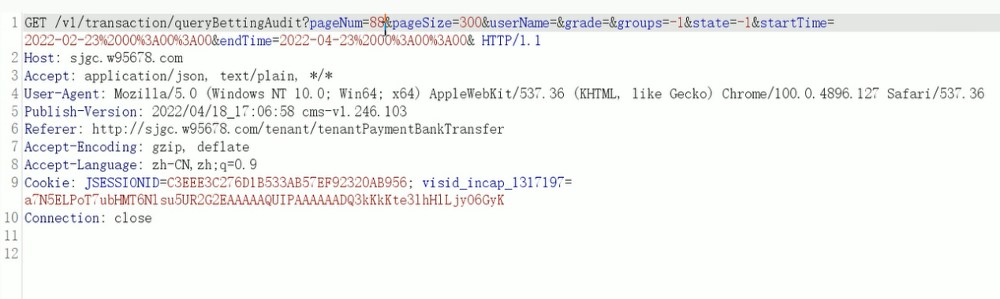 1 GET /v1/transaction/queryBettingAudit?pageNum=88&pageSize=300&userName=&grade=&groups=-1&state=-1&startTime=
2022-02-23%2000%3A00%3A00&endTime=2022-04-23%2000%3A00%3A00& HTTP/1.1
2 Host: sjgc.w95678.com
3 Accept: application/json, text/plain, */*
4 User-Agent: Mozilla/5.0 (Windows NT 10.0; Win64; x64) AppleWebKit/537.36 (KHTML, like Gecko) Chrome/100.0.4896.127 Safari/537.36
5 Publish-Version: 2022/04/18_17:06:58 cms-v1.246.103
6 Referer: http://sjgc.w95678.com/tenant/tenantPaymentBankTransfer
7 Accept-Encoding: gzip, deflate
8 Accept-Language: zh-CN,zh;q=0.9
9 Cookie: JSESSIONID=C3EEE3C276D1B533AB57EF92320AB956; visid_incap_1317197=
a7N5ELPoT7ubHMT6Nlsu5UR2G2EAAAAAQUIPAAAAAADQ3kKkKte3lhHlLjy06GyK
10 Connection: close
11
12